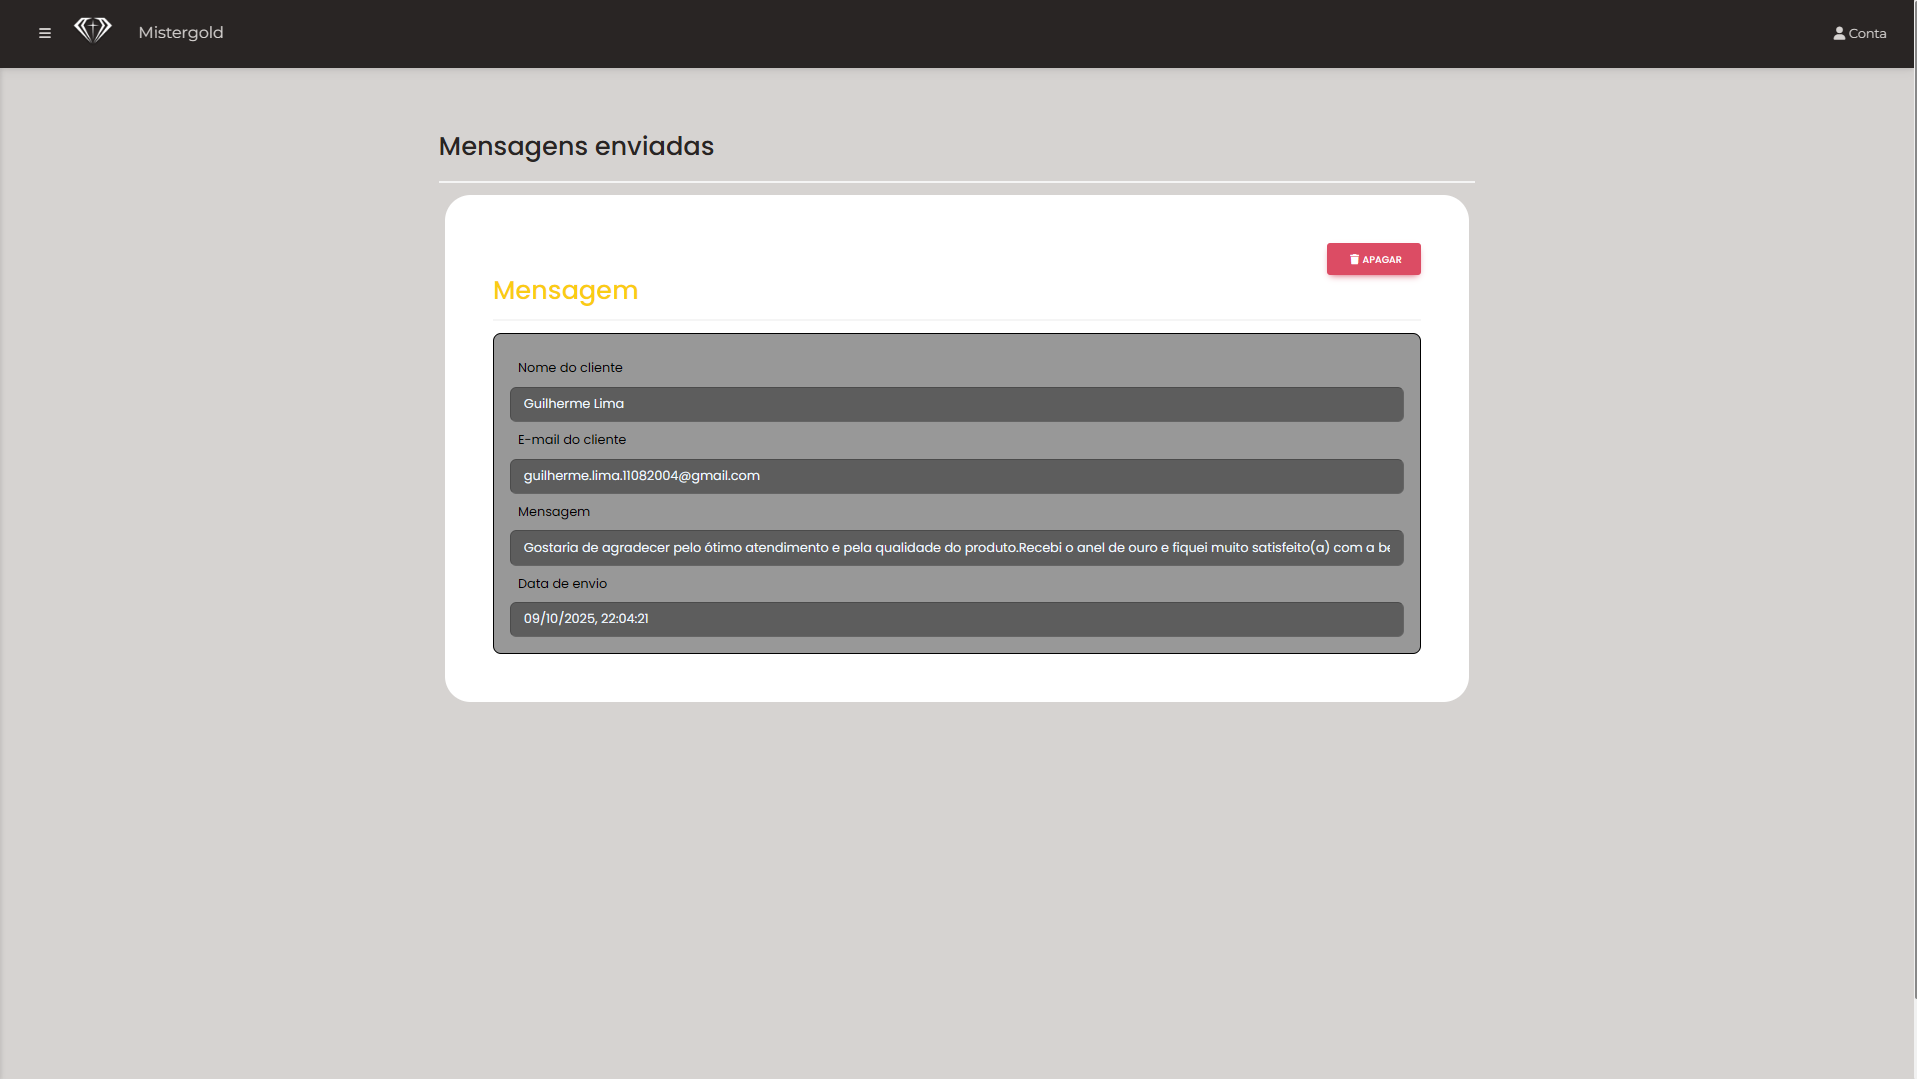 Mistergold
Conta
Mensagens enviadas
APAGAR
Mensagem
Nome do cliente
Guilherme Lima
E-mail do cliente
guilherme.lima.11082004@gmail.com
Mensagem
Gostaria de agradecer pelo ótimo atendimento e pela qualidade do produto.Recebi o anel de ouro e fiquei muito satisfeito(a) com a
Data de envio
09/10/2025, 22:04:21